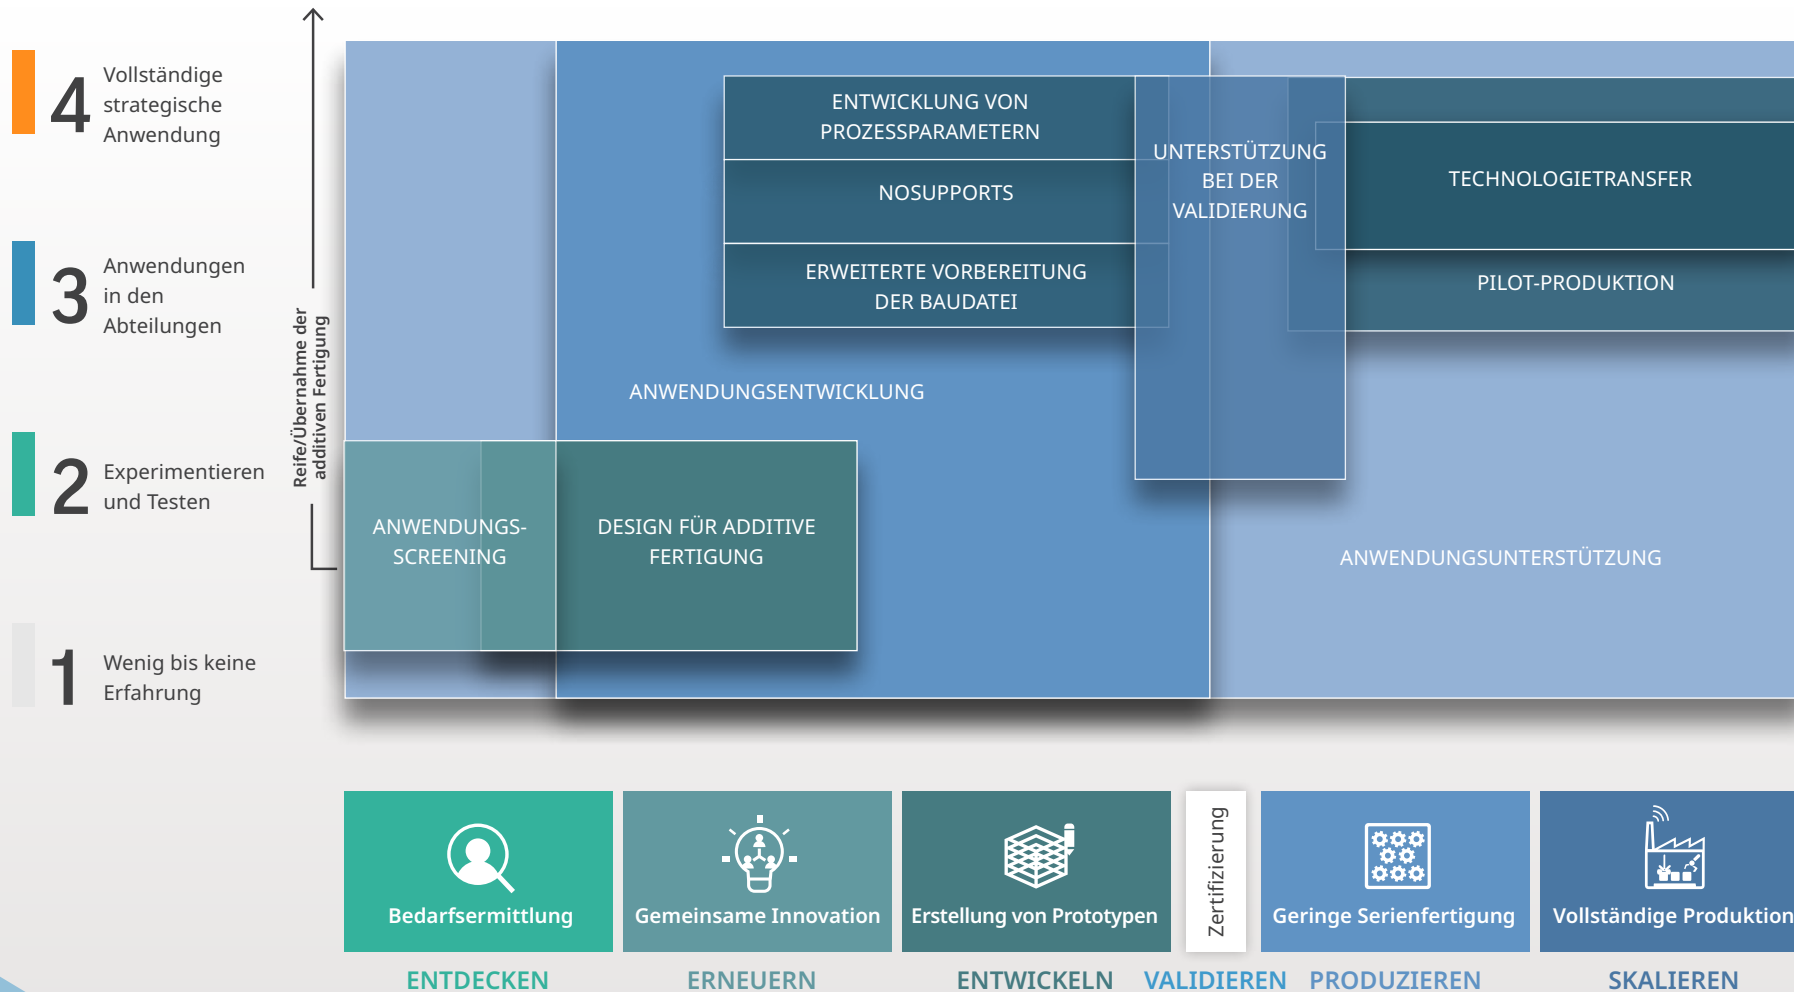 4
Vollständige
strategische
Anwendung
3
Anwendungen
in den
Abteilungen
2
Experimentieren
und Testen
1
Wenig bis keine
Erfahrung
Reife/Übernahme der
additiven Fertigung
ENTWICKLUNG VON
PROZESSPARAMETERN
NOSUPPORTS
ERWEITERTE VORBEREITUNG
DER BAUDATEI
UNTERSTÜTZUNG
BEI DER
VALIDIERUNG
TECHNOLOGIETRANSFER
PILOT-PRODUKTION
ANWENDUNGSENTWICKLUNG
ANWENDUNGS-
SCREENING
DESIGN FÜR ADDITIVE
FERTIGUNG
ANWENDUNGSUNTERSTÜTZUNG
Bedarfsermittlung
Gemeinsame Innovation
Erstellung von Prototypen
Zertifizierung
Geringe Serienfertigung
Vollständige Produktion
ENTDECKEN
ERNEUERN
ENTWICKELN
VALIDIEREN
PRODUZIEREN
SKALIEREN